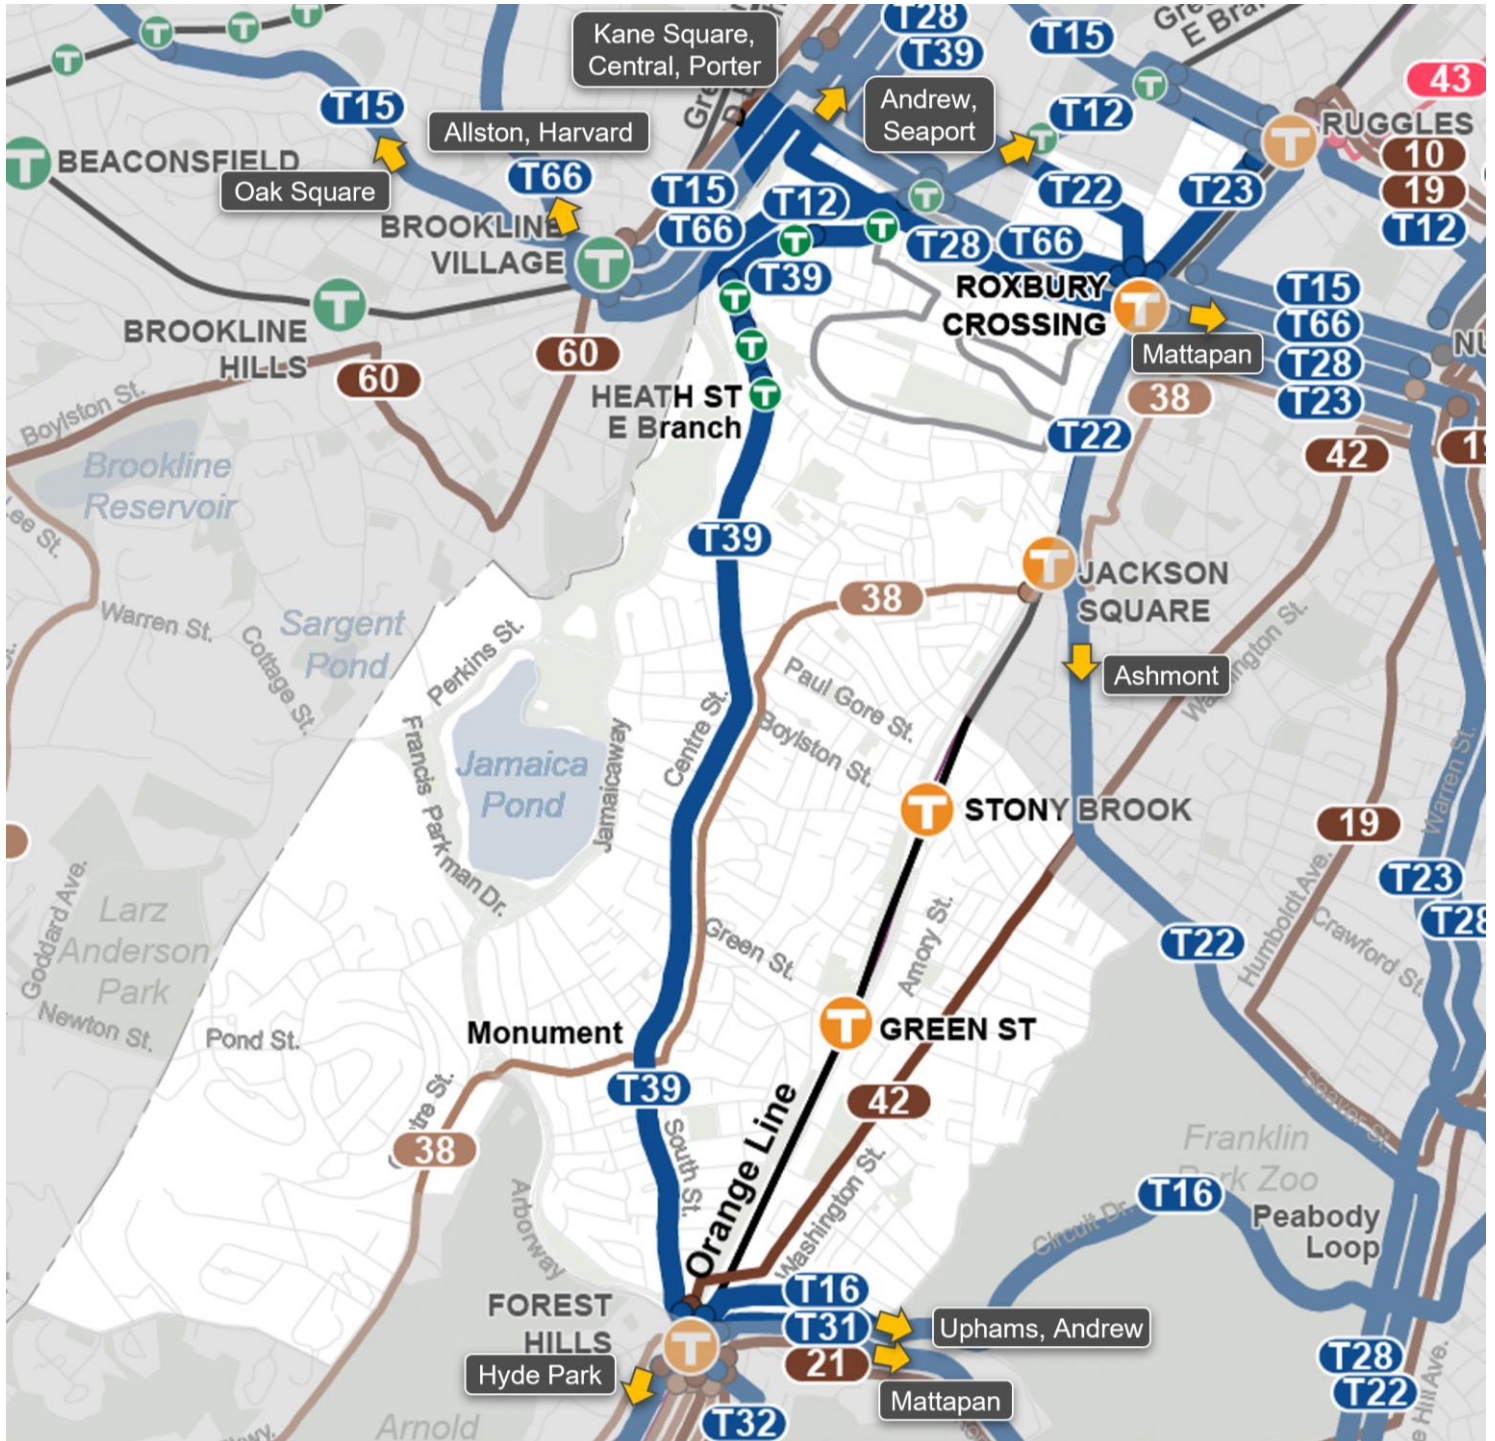 T28
T39
Kane Square,
Central, Porter
T15
43
T15
Allston, Harvard
Andrew,
Seaport
T12
RUGGLES
10
BEACONSFIELD
Oak Square
T66
T15
T12
T22
T23
19
T12
BROOKLINE
VILLAGE
T66
T28
T66
T39
ROXBURY
CROSSING
T15
T66
T28
T23
BROOKLINE
HILLS
60
60
Mattapan
38
HEATH ST
E Branch
Boylston St.
T22
42
Brookline
Reservoir
Lee St.
T39
JACKSON
SQUARE
38
Warren St.
Cottage St.
Sargent
Pond
Perkins St.
Paul Gore St.
Boylston St.
Ashmont
Washington St.
Centre St.
Francis Parkman Dr.
Jamaica
Pond
Jamaicaway
STONY BROOK
19
Warren St.
T23
T28
Humboldt Ave.
Crawford St.
Goddard Ave.
Larz
Anderson
Park
Newton St.
Green St.
Amory St.
T22
Pond St.
Monument
GREEN ST
T39
42
Seaver St.
38
South St.
Orange Line
Washington St.
Arborway
Franklin
Park Zoo
T16
Circuit Dr.
Peabody
Loop
FOREST
HILLS
T16
T31
21
Uphams, Andrew
Hyde Park
Mattapan
T28
T22
T32
Arnold